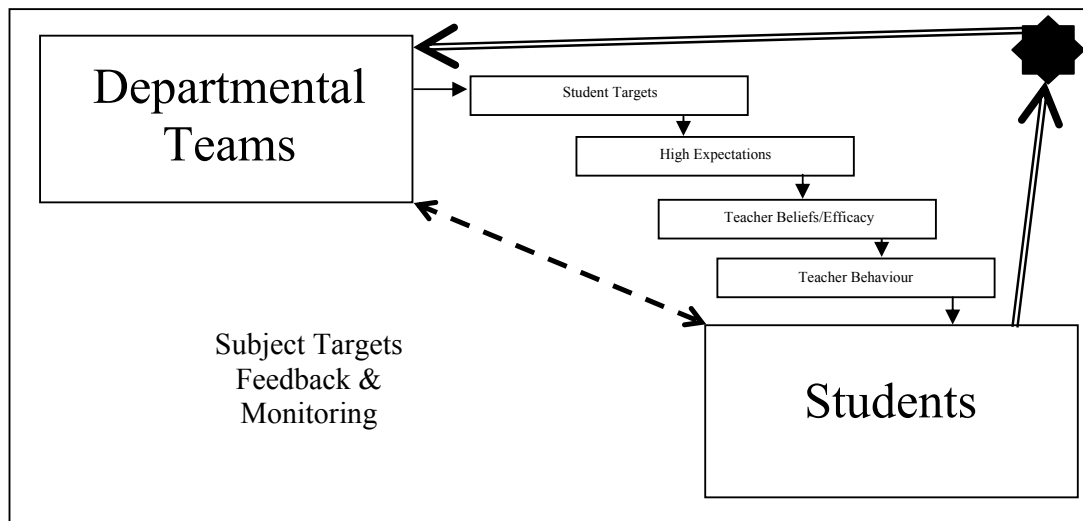 Departmental
Teams
Student Targets
High Expectations
Teacher Beliefs/Efficacy
Teacher Behaviour
Subject Targets
Feedback &
Monitoring
Students